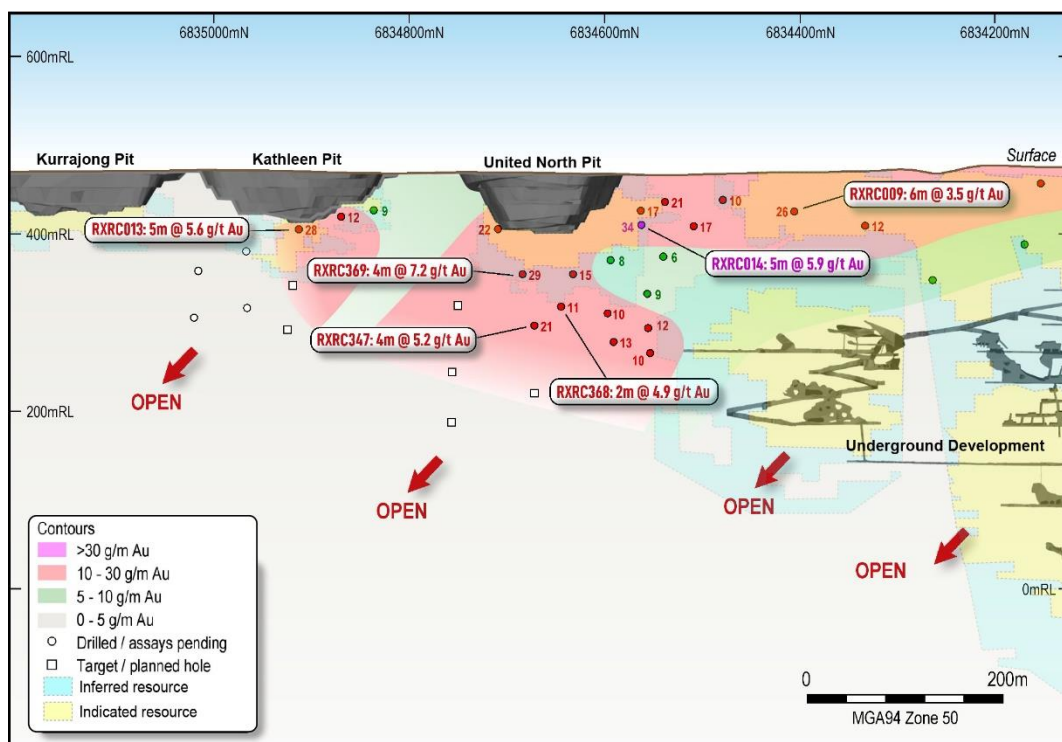 6835000mN
6834800mN
6834600mN
6834400mN
6834200mN
600mRL
Kurrajong Pit
Kathleen Pit
United North Pit
Surface
12
9
22
17
21
10
26
RXRC009: 6m @ 3.5 g/t Au
17
12
34
400mRL
RXRC013: 5m @ 5.6 g/t Au
28
RXRC369: 4m @ 7.2 g/t Au
29
15
8
6
RXRC014: 5m @ 5.9 g/t Au
9
11
10
RXRC347: 4m @ 5.2 g/t Au
21
12
13
10
RXRC368: 2m @ 4.9 g/t Au
OPEN
200mRL
Underground Development
OPEN
OPEN
OPEN
0mRL
Contours
>30 g/m Au
10 - 30 g/m Au
5 - 10 g/m Au
0 - 5 g/m Au
Drilled / assays pending
Target / planned hole
Inferred resource
Indicated resource
0
200m
MGA94 Zone 50